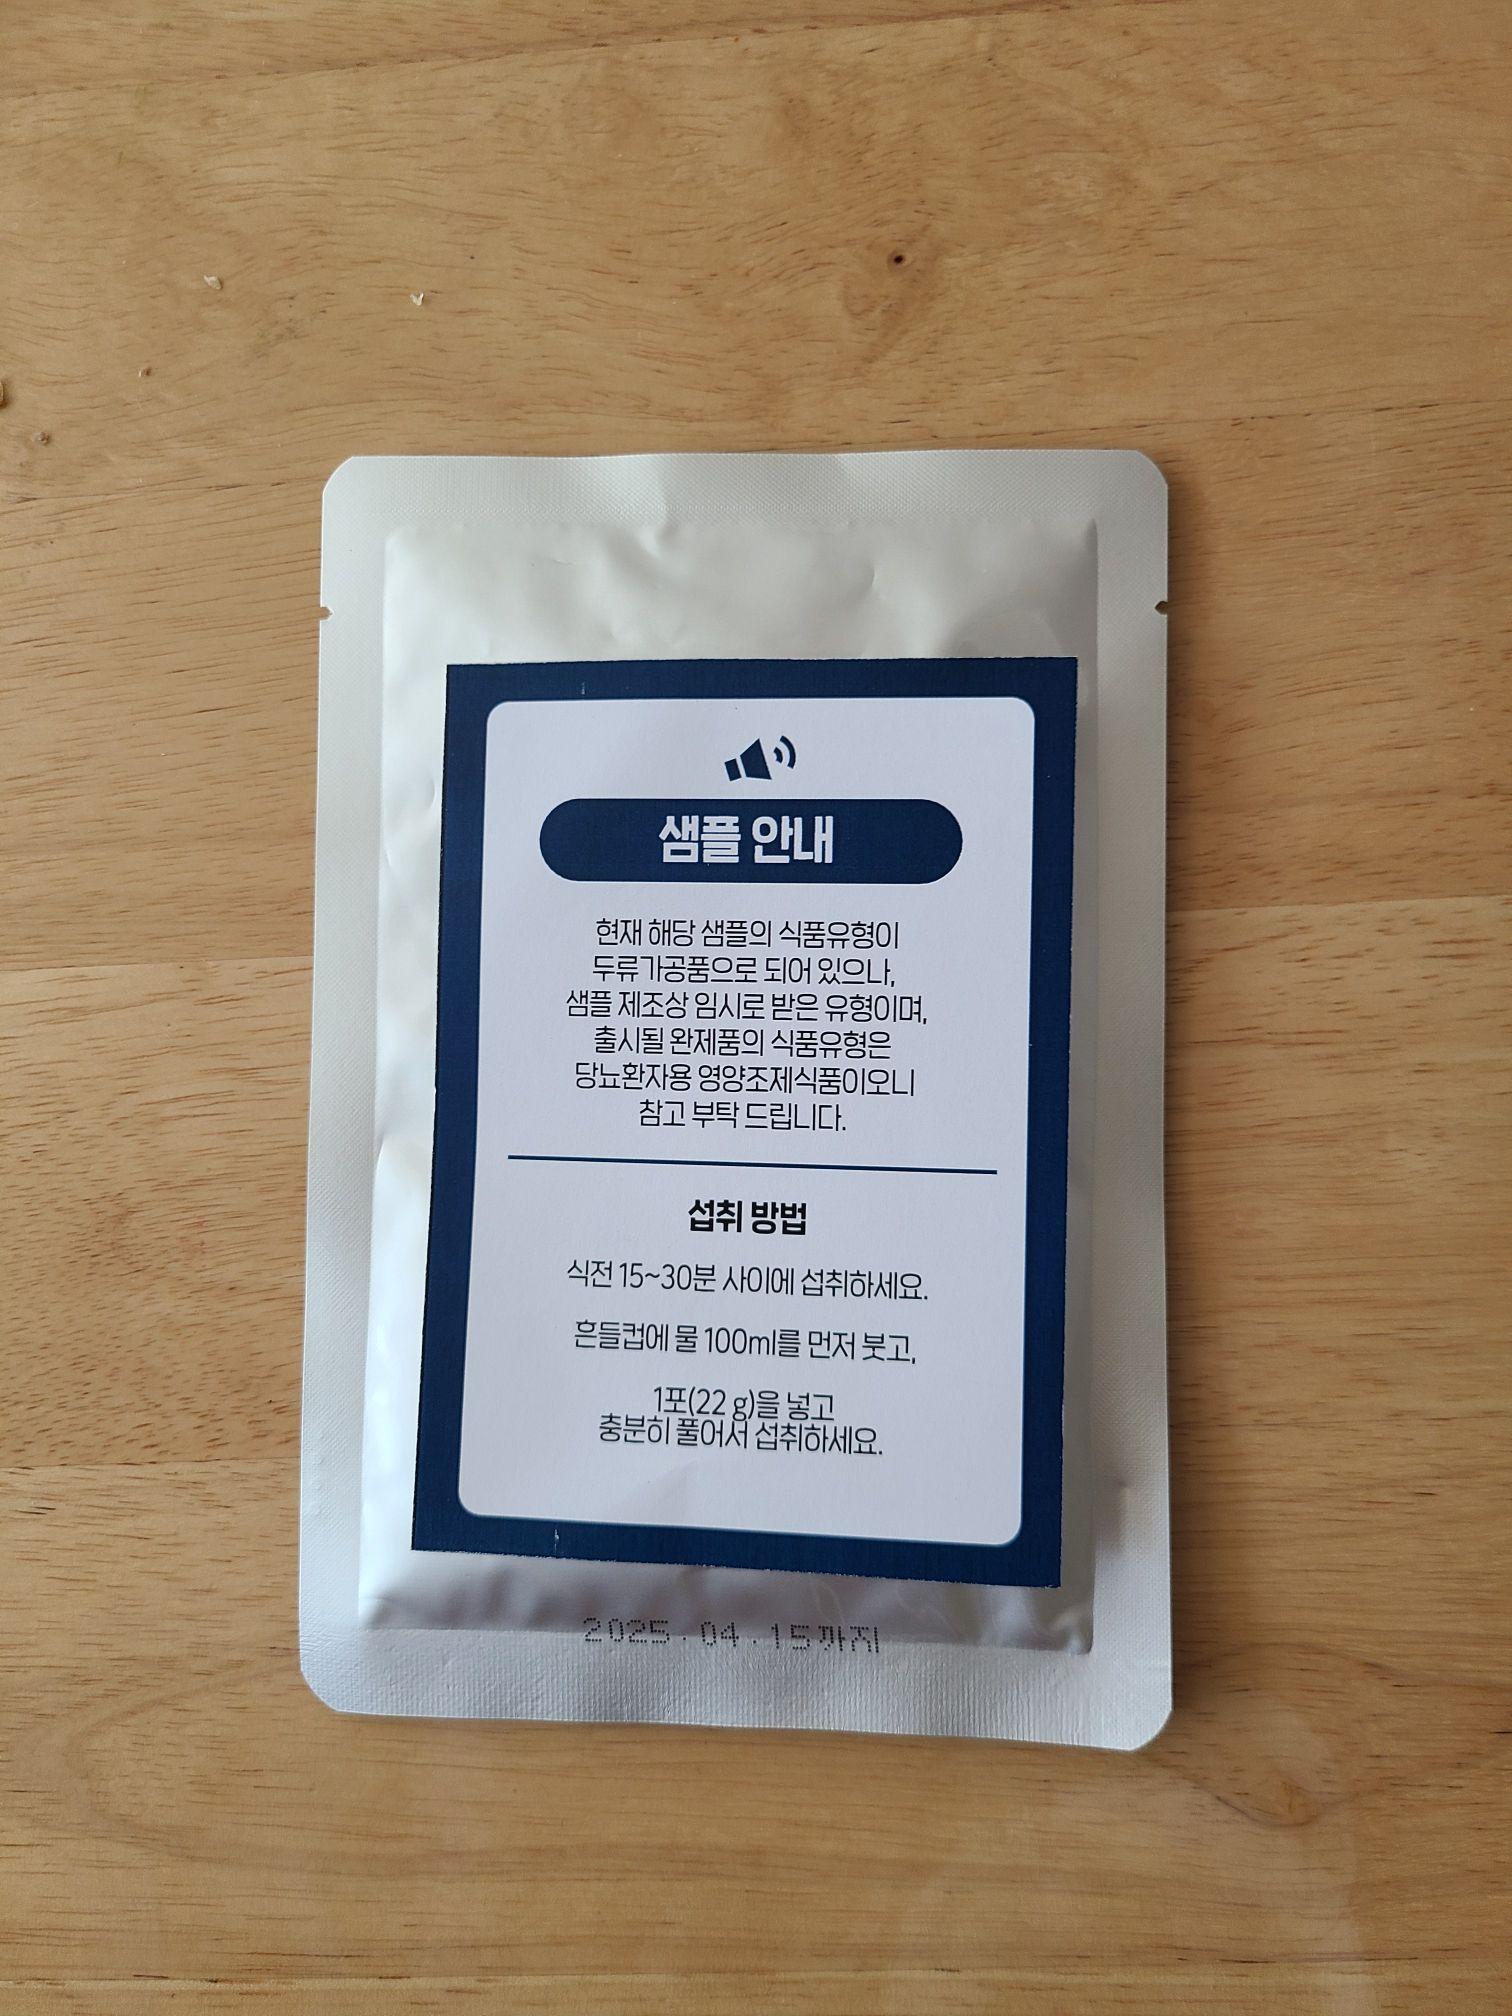 샘플 안내
현재 해당 샘플의 식품유형이
두류가공품으로 되어 있으나,
샘플 제조상 임시로 받은 유형이며,
출시될 완제품의 식품유형은
당뇨환자용 영양조제식품이오니
참고 부탁 드립니다.
섭취 방법
식전 15~30분 사이에 섭취하세요.
흔들컵에 물 100ml를 먼저 붓고,
1포(22 g)을 넣고
충분히 풀어서 섭취하세요.
2025.04.15까지